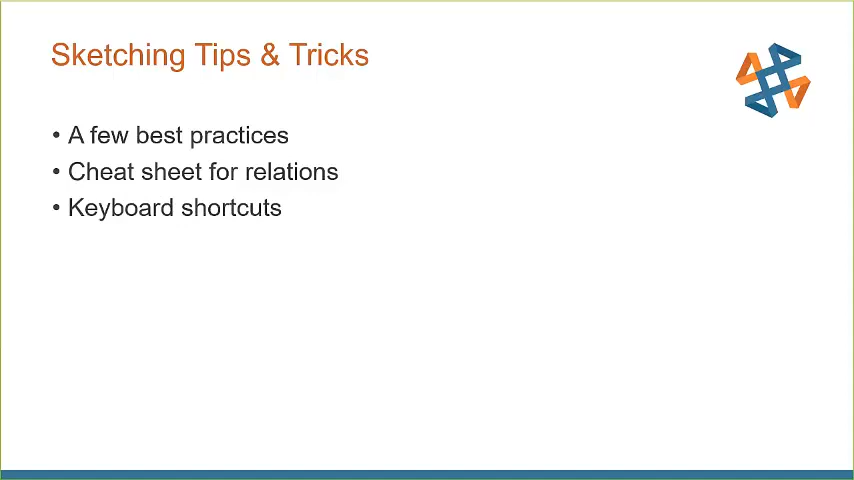 Sketching Tips & Tricks
• A few best practices
• Cheat sheet for relations
• Keyboard shortcuts